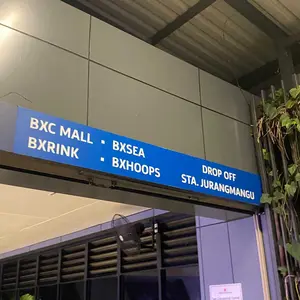 BXC MALL ▪ BXSEA
BXRINK ▪ BXHOOPS
DROP OFF
STA. JURANGMANGU